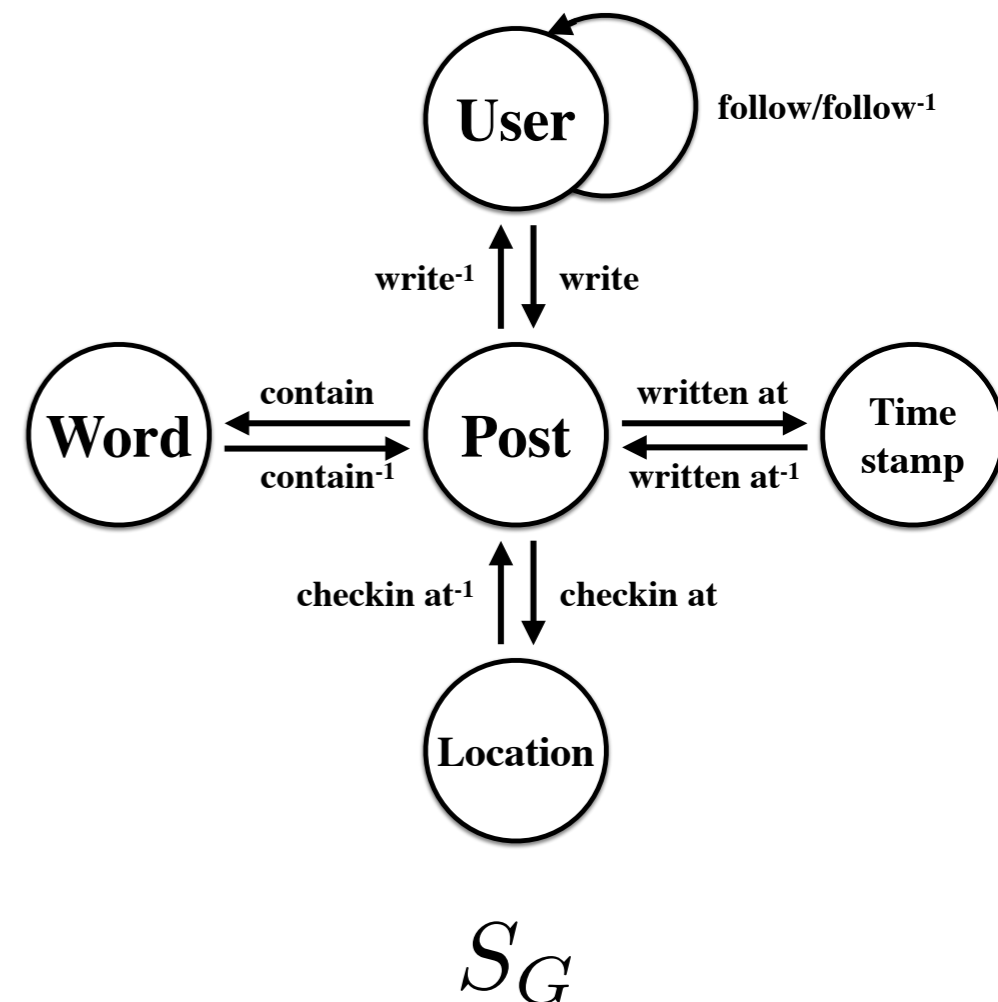 User
follow/follow⁻¹
write⁻¹ write
contain written at
Word Post Time stamp
contain⁻¹ written at⁻¹
checkin at⁻¹ checkin at
Location
S_G